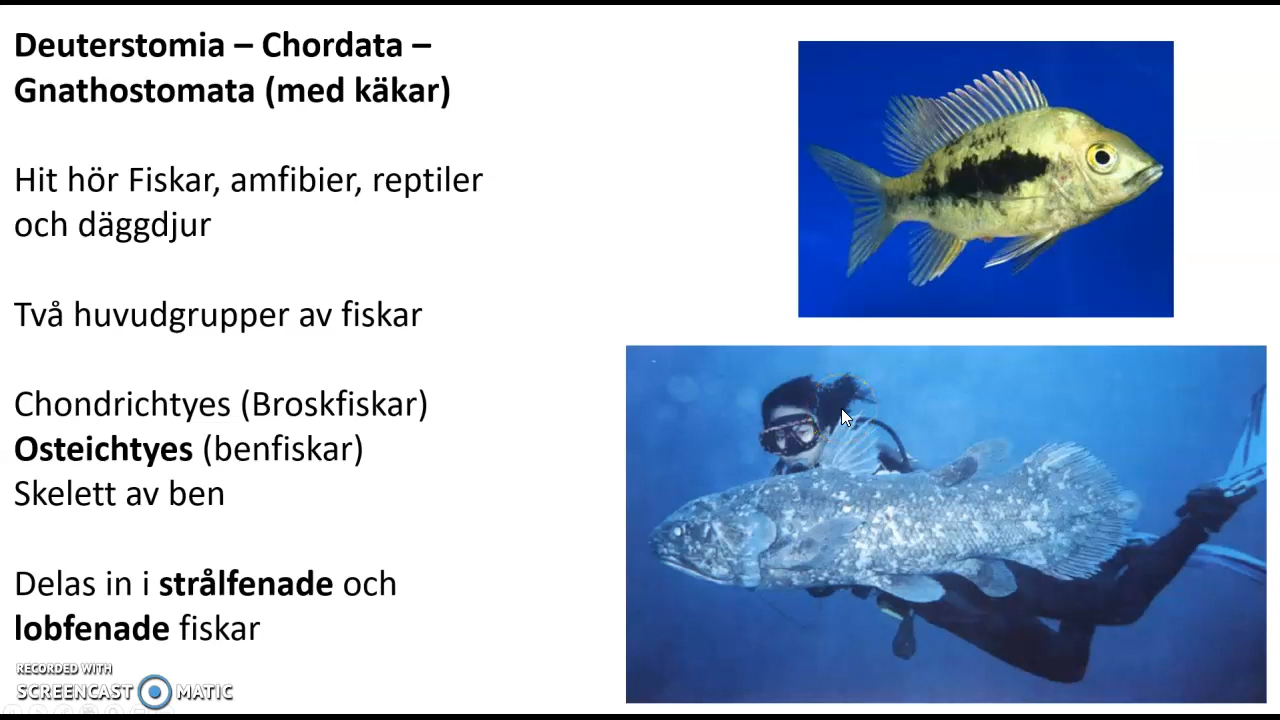 Deuterstomia – Chordata –
Gnathostomata (med käkar)
Hit hör Fiskar, amfibier, reptiler
och däggdjur
Två huvudgrupper av fiskar
Chondrichtyes (Broskfiskar)
Osteichtyes (benfiskar)
Skelett av ben
Delas in i strålfenade och
lobfenade fiskar
RECORDED WITH
SCREENCAST MATIC